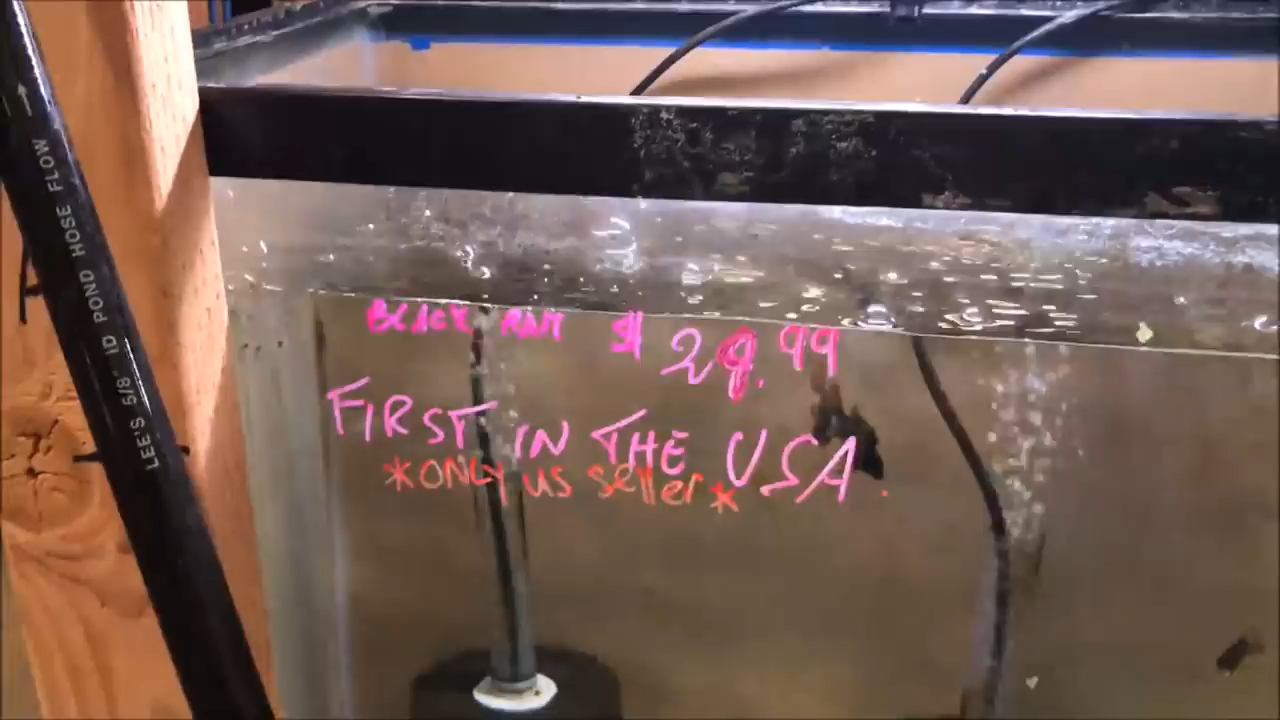 LEE'S 5/8" ID POND HOSE FLOW →
BLACK RAM $ 29.99
FIRST IN THE USA.
*ONLY US seller*